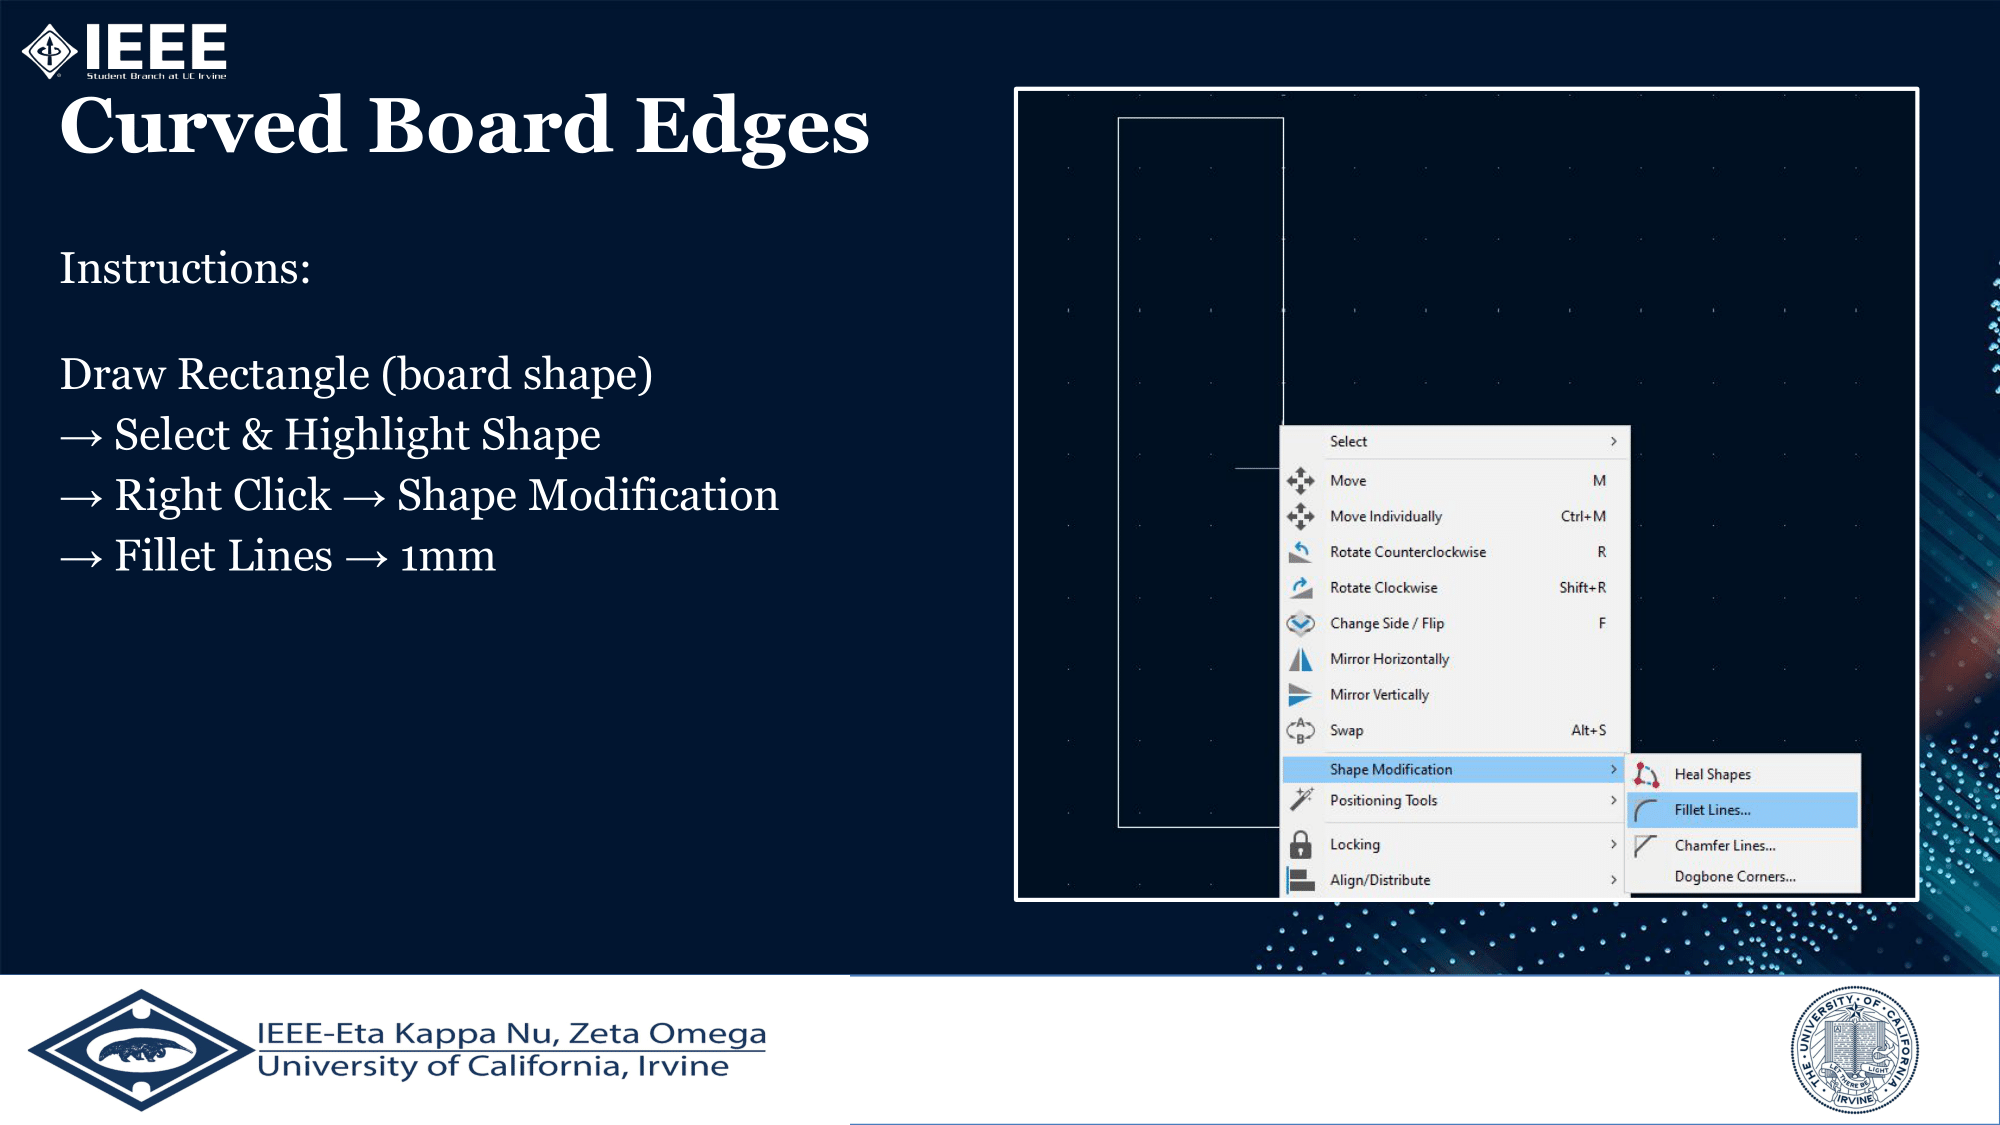 IEEE
Student Branch at UC Irvine
Curved Board Edges
Instructions:
Draw Rectangle (board shape)
→ Select & Highlight Shape
→ Right Click → Shape Modification
→ Fillet Lines → 1mm
Select
Move M
Move Individually Ctrl+M
Rotate Counterclockwise R
Rotate Clockwise Shift+R
Change Side / Flip F
Mirror Horizontally
Mirror Vertically
Swap Alt+S
Shape Modification
Positioning Tools
Locking
Align/Distribute
Heal Shapes
Fillet Lines...
Chamfer Lines...
Dogbone Corners...
IEEE-Eta Kappa Nu, Zeta Omega
University of California, Irvine
THE UNIVERSITY OF CALIFORNIA
LET THERE BE LIGHT
IRVINE